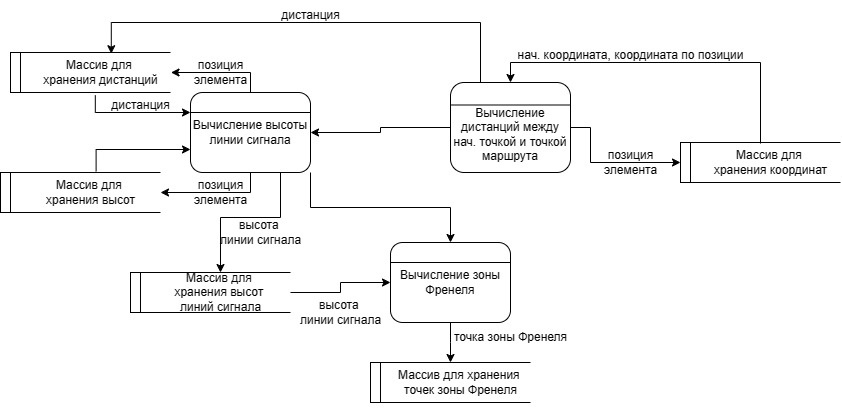 дистанция
Массив для
хранения дистанций
позиция
элемента
нач. координата, координата по позиции
дистанция
Вычисление высоты
линии сигнала
Вычисление
дистанций между
нач. точкой и точкой
маршрута
позиция
элемента
Массив для
хранения координат
Массив для
хранения высот
позиция
элемента
высота
линии сигнала
Массив для
хранения высот
линий сигнала
высота
линии сигнала
Вычисление зоны
Френеля
точка зоны Френеля
Массив для хранения
точек зоны Френеля